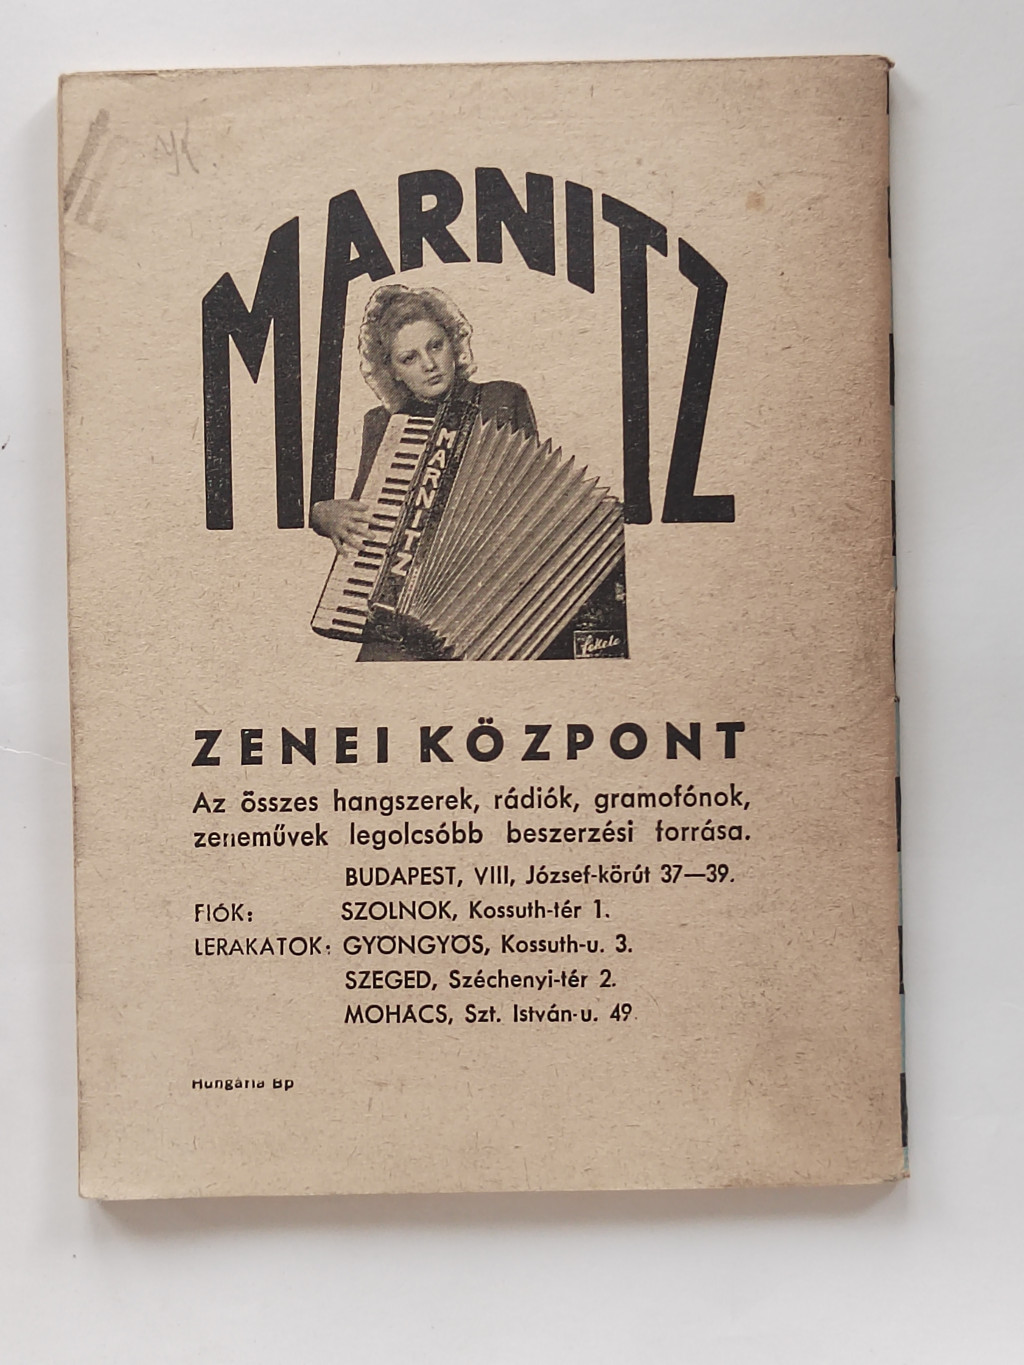 MARNITZ
MARNITZ
Fekete
ZENEI KÖZPONT
Az összes hangszerek, rádiók, gramofónok,
zeneművek legolcsóbb beszerzési forrása.
BUDAPEST, VIII, József-körút 37—39.
FIÓK: SZOLNOK, Kossuth-tér 1.
LERAKATOK: GYÖNGYÖS, Kossuth-u. 3.
SZEGED, Széchenyi-tér 2.
MOHÁCS, Szt. István-u. 49.
Hungária Bp